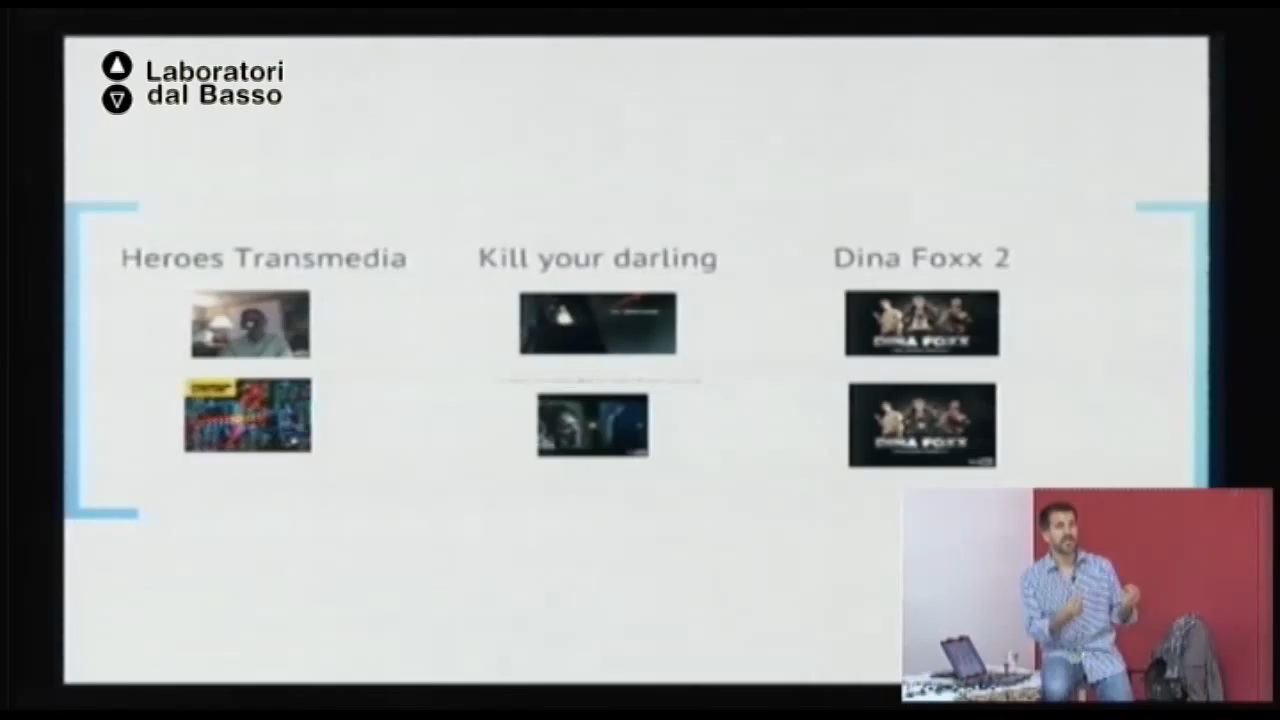 Laboratori
dal Basso
Heroes Transmedia
Kill your darling
Dina Foxx 2
DINA FOXX
DINA FOXX